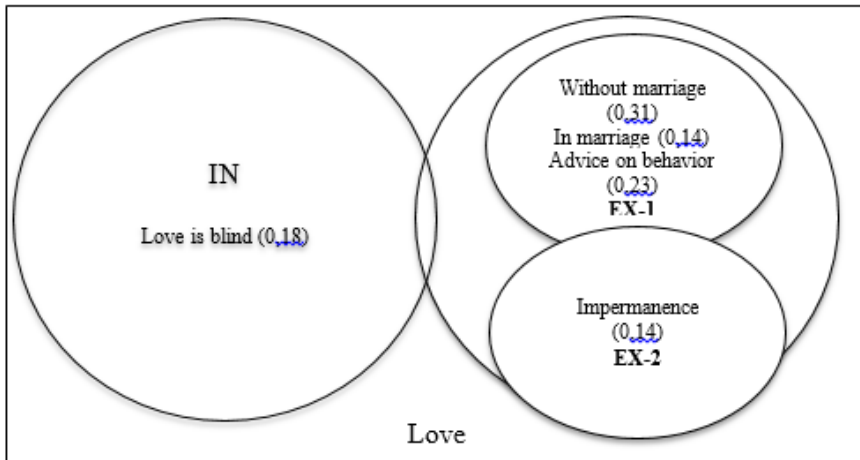 IN
Love is blind (0,18)
Without marriage
(0,31)
In marriage (0,14)
Advice on behavior
(0,23)
EX-1
Impermanence
(0,14)
EX-2
Love